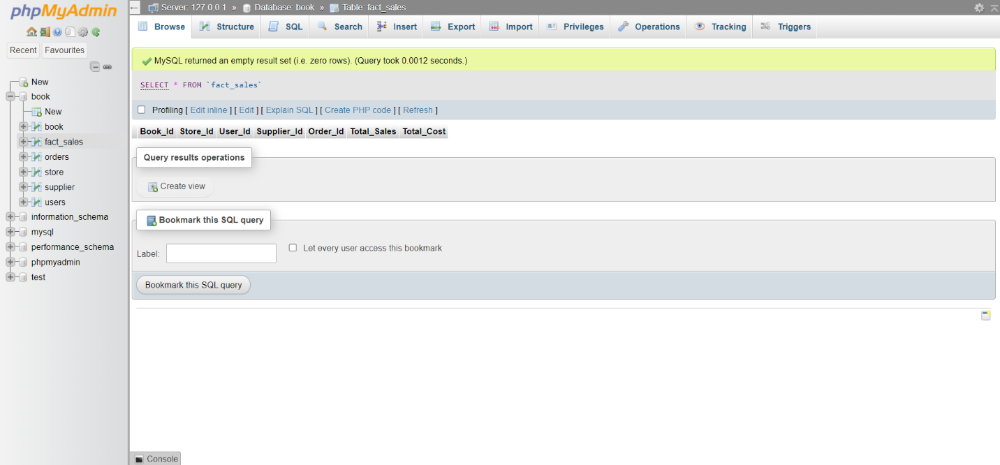 phpMyAdmin
Recent Favourites
New
book
New
book
fact_sales
orders
store
supplier
users
information_schema
mysql
performance_schema
phpmyadmin
test
Server: 127.0.0.1 » Database: book » Table: fact_sales
Browse Structure SQL Search Insert Export Import Privileges Operations Tracking Triggers
MySQL returned an empty result set (i.e. zero rows). (Query took 0.0012 seconds.)
SELECT * FROM `fact_sales`
Profiling [ Edit inline ] [ Edit ] [ Explain SQL ] [ Create PHP code ] [ Refresh ]
Book_Id Store_Id User_Id Supplier_Id Order_Id Total_Sales Total_Cost
Query results operations
Create view
Bookmark this SQL query
Label: Let every user access this bookmark
Bookmark this SQL query
Console